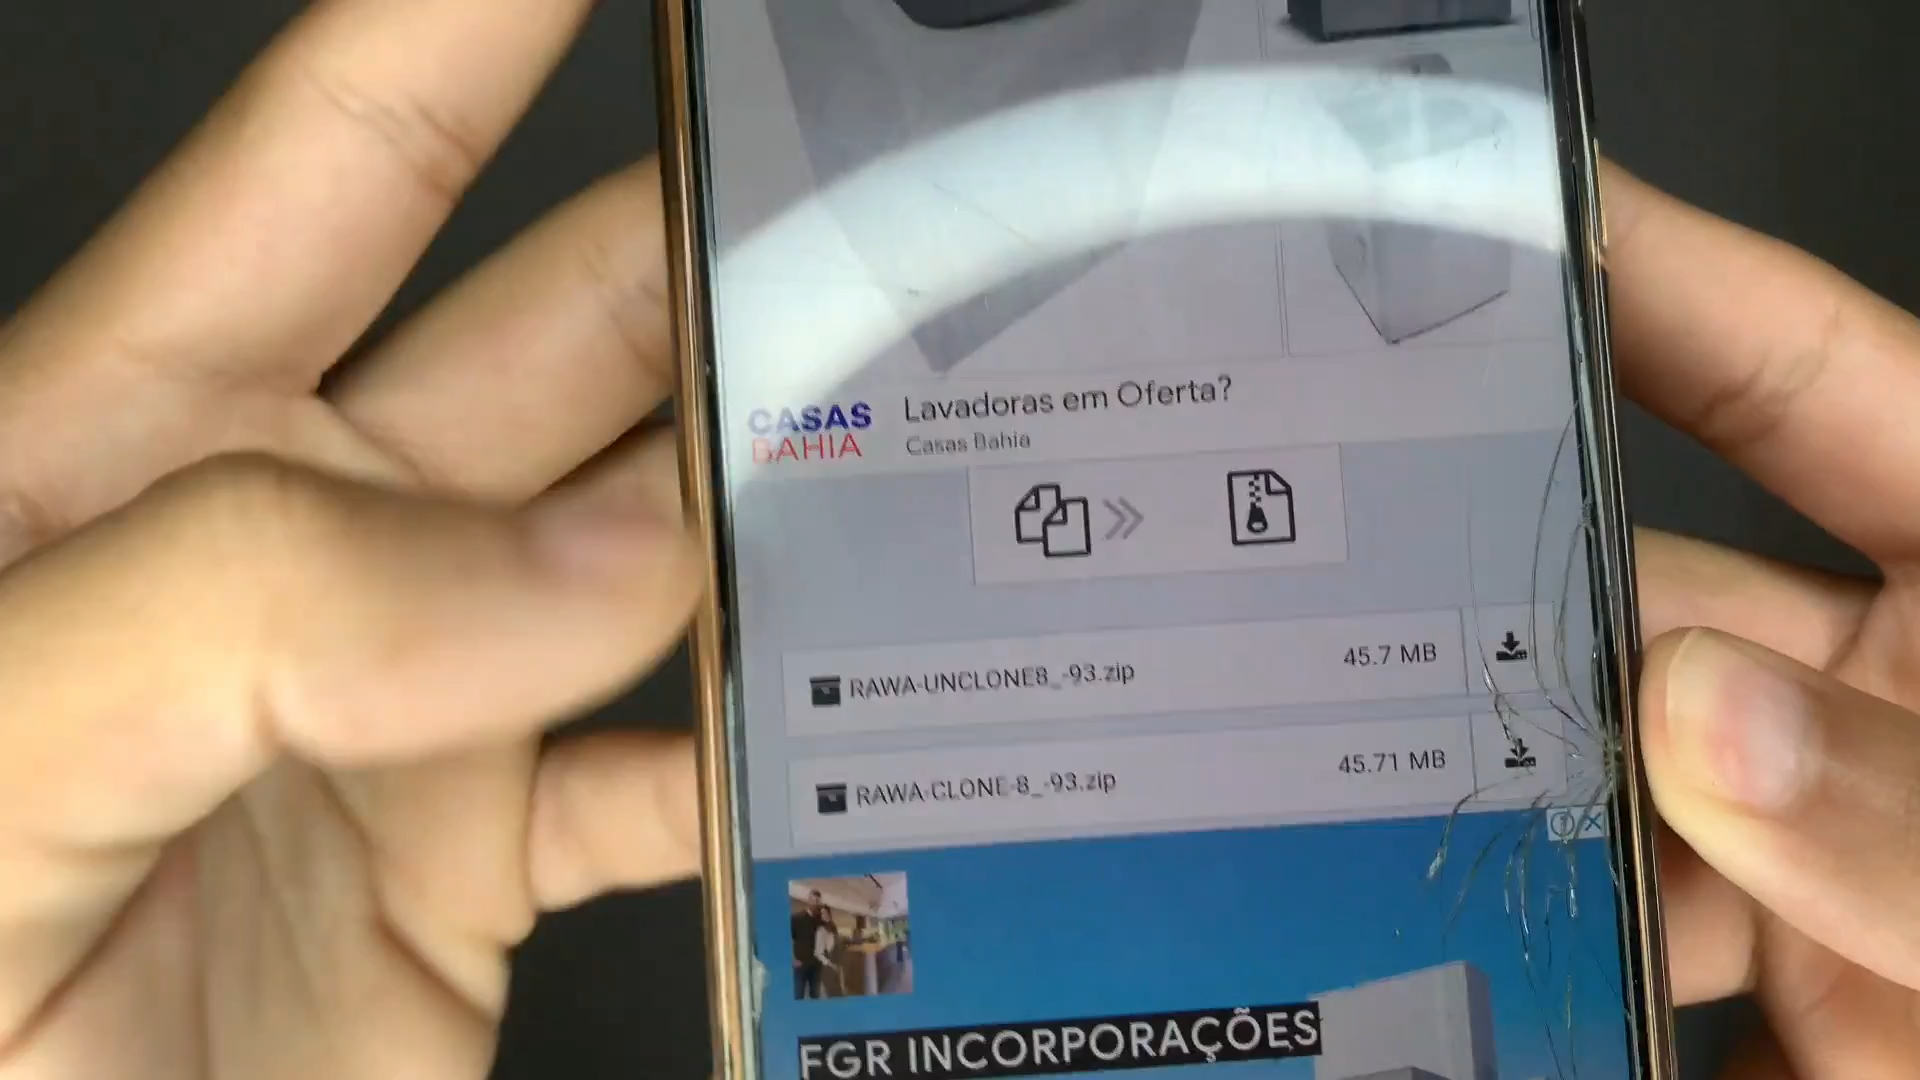 Lavadoras em Oferta?
CASAS
BAHIA
Casas Bahia
RAWA-UNCLONE8_-93.zip
45.7 MB
RAWA-CLONE-8_-93.zip
45.71 MB
FGR INCORPORAÇÕES